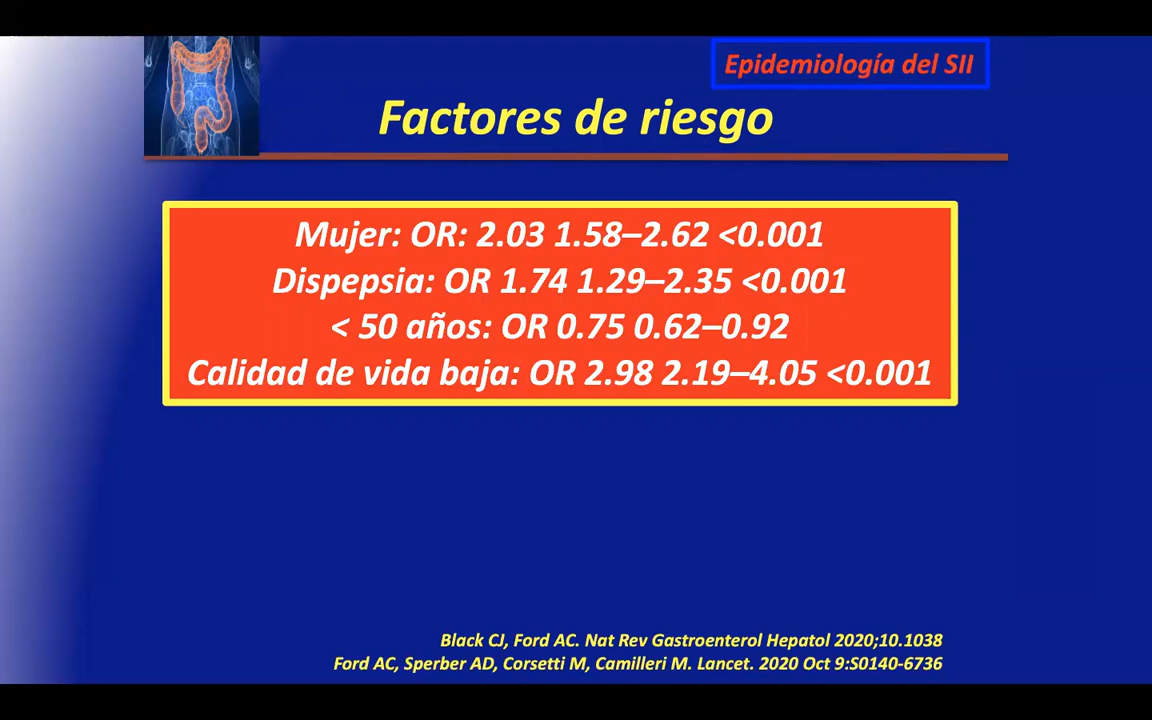 Epidemiología del SII
Factores de riesgo
Mujer: OR: 2.03 1.58–2.62 <0.001
Dispepsia: OR 1.74 1.29–2.35 <0.001
< 50 años: OR 0.75 0.62–0.92
Calidad de vida baja: OR 2.98 2.19–4.05 <0.001
Black CJ, Ford AC. Nat Rev Gastroenterol Hepatol 2020;10.1038
Ford AC, Sperber AD, Corsetti M, Camilleri M. Lancet. 2020 Oct 9:S0140-6736